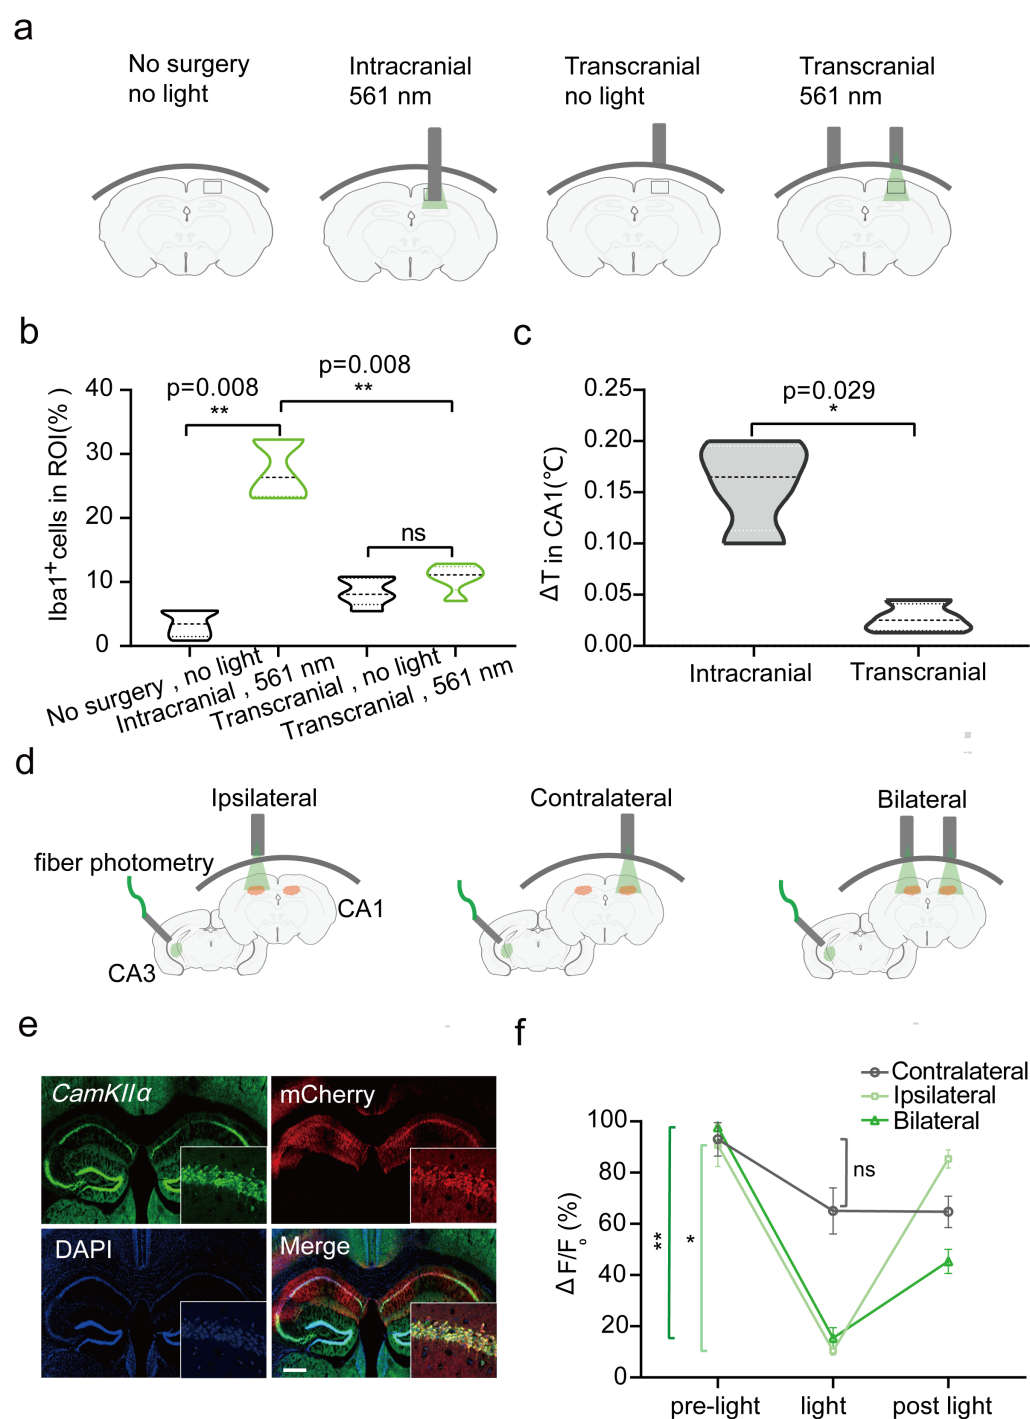 a
No surgery
no light
Intracranial
561 nm
Transcranial
no light
Transcranial
561 nm
b
Iba1+cells in ROI(% )
40
30
20
10
0
p=0.008
**
p=0.008
**
ns
No surgery , no light
Intracranial , 561 nm
Transcranial , no light
Transcranial , 561 nm
c
ΔT in CA1(℃)
0.25
0.20
0.15
0.10
0.05
0.00
p=0.029
*
Intracranial
Transcranial
d
Ipsilateral
Contralateral
Bilateral
fiber photometry
CA1
CA3
e
CamKIIα
mCherry
DAPI
Merge
f
Contralateral
Ipsilateral
Bilateral
Δ F/Fo (%)
100
80
60
40
20
0
**
*
ns
pre-light
light
post light